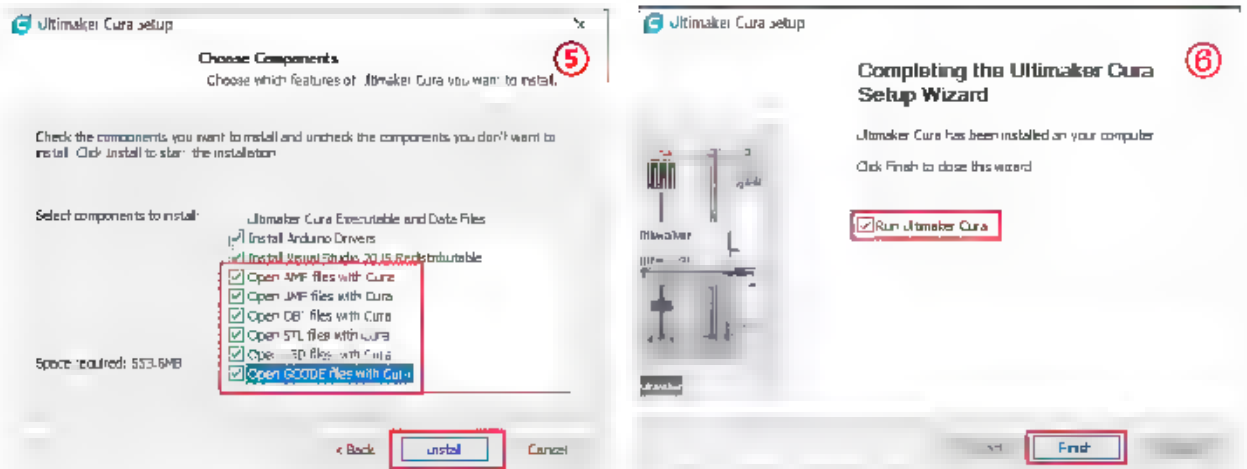 Ultimaker Cura Setup
⑤
Choose Components
Choose which features of Ultimaker Cura you want to install.
Check the components you want to install and uncheck the components you don't want to
install. Click Install to start the installation
Select components to install:
Ultimaker Cura Executable and Data Files
Install Arduino Drivers
Install Visual Studio 2015 Redistributable
Open AMF files with Cura
Open 3MF files with Cura
Open OBJ files with Cura
Open STL files with Cura
Open files with Cura
Open GCODE files with Cura
Space required: 553.6MB
< Back
Install
Cancel
Ultimaker Cura Setup
⑥
Completing the Ultimaker Cura
Setup Wizard
Ultimaker Cura has been installed on your computer
Click Finish to close this wizard
Run Ultimaker Cura
Ultimaker
Ultimaker
Finish